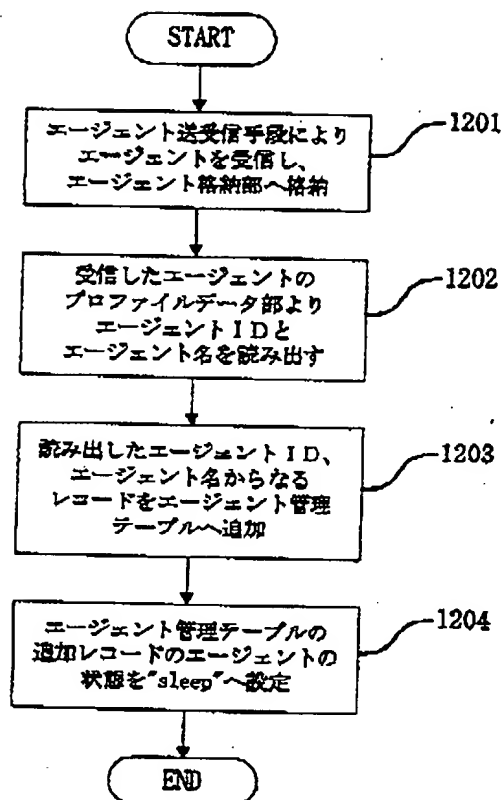 START
エージェント送受信手段により
エージェントを受信し、
エージェント格納部へ格納
1201
受信したエージェントの
プロファイルデータ部より
エージェントIDと
エージェント名を読み出す
1202
読み出したエージェントID、
エージェント名からなる
レコードをエージェント管理
テーブルへ追加
1203
エージェント管理テーブルの
追加レコードのエージェントの
状態を"sleep"へ設定
1204
END